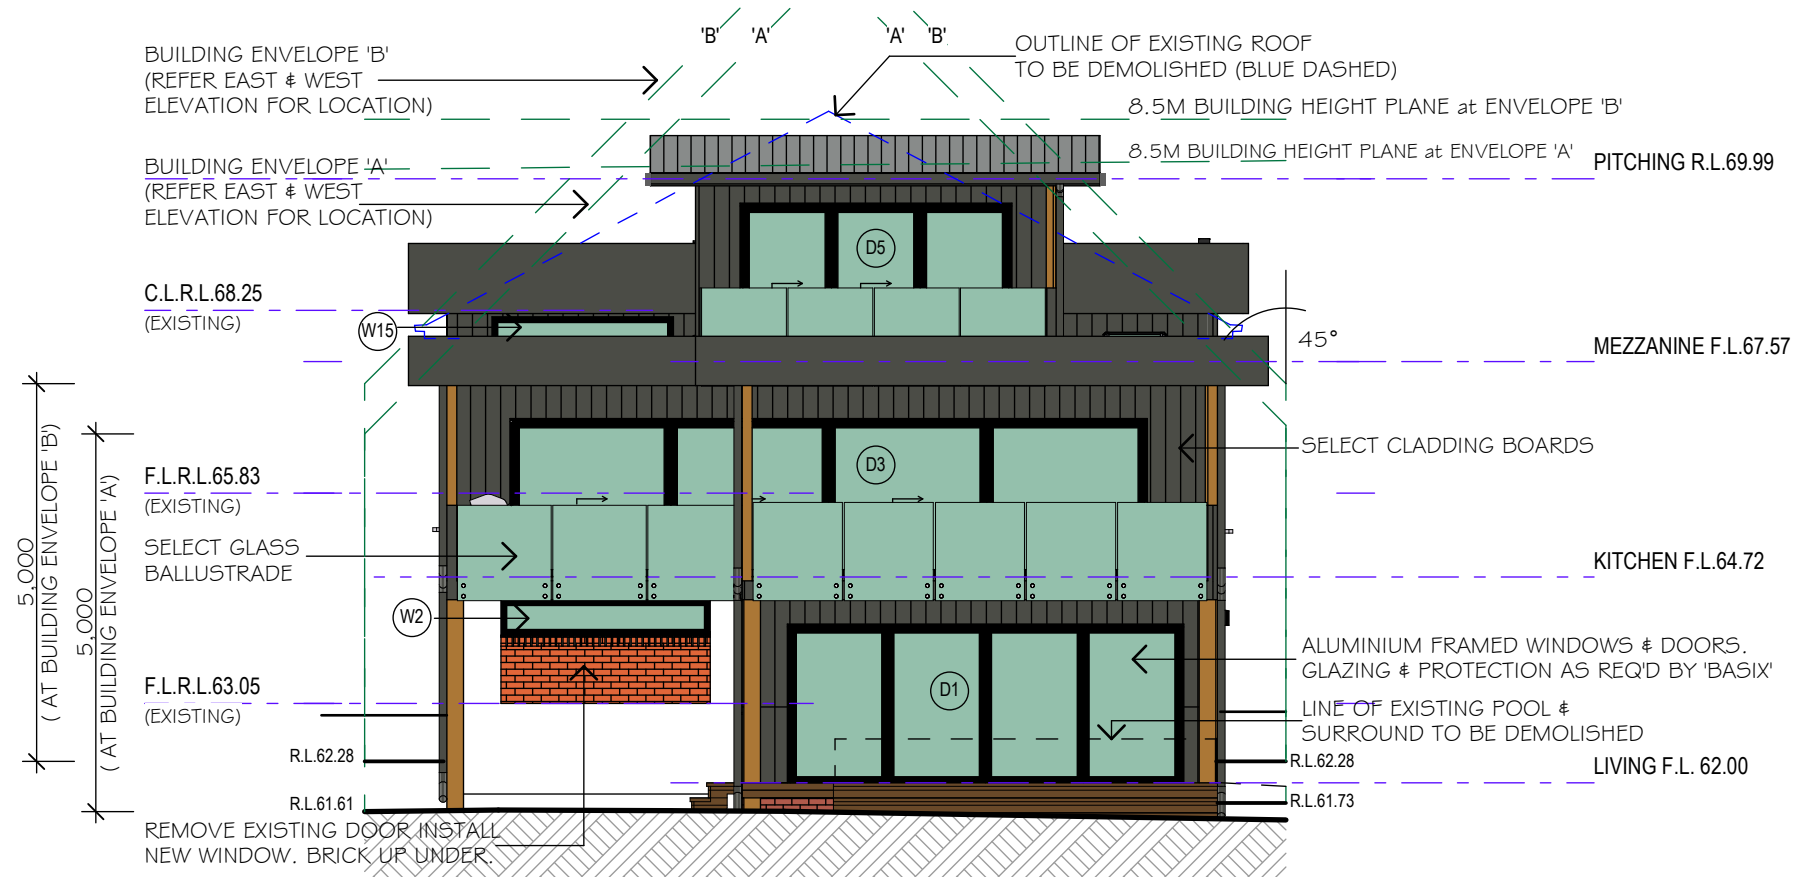 'B' 'A' 'A' 'B'
BUILDING ENVELOPE 'B'
(REFER EAST & WEST
ELEVATION FOR LOCATION)
OUTLINE OF EXISTING ROOF
TO BE DEMOLISHED (BLUE DASHED)
8.5M BUILDING HEIGHT PLANE at ENVELOPE 'B'
8.5M BUILDING HEIGHT PLANE at ENVELOPE 'A'
PITCHING R.L.69.99
BUILDING ENVELOPE 'A'
(REFER EAST & WEST
ELEVATION FOR LOCATION)
D5
C.L.R.L.68.25
(EXISTING)
W15
45°
MEZZANINE F.L.67.57
SELECT CLADDING BOARDS
D3
F.L.R.L.65.83
(EXISTING)
SELECT GLASS
BALLUSTRADE
KITCHEN F.L.64.72
5,000
( AT BUILDING ENVELOPE 'B')
5,000
( AT BUILDING ENVELOPE 'A')
W2
ALUMINIUM FRAMED WINDOWS & DOORS.
GLAZING & PROTECTION AS REQ'D BY 'BASIX'
D1
F.L.R.L.63.05
(EXISTING)
LINE OF EXISTING POOL &
SURROUND TO BE DEMOLISHED
R.L.62.28
R.L.62.28
LIVING F.L. 62.00
R.L.61.61
R.L.61.73
REMOVE EXISTING DOOR INSTALL
NEW WINDOW. BRICK UP UNDER.